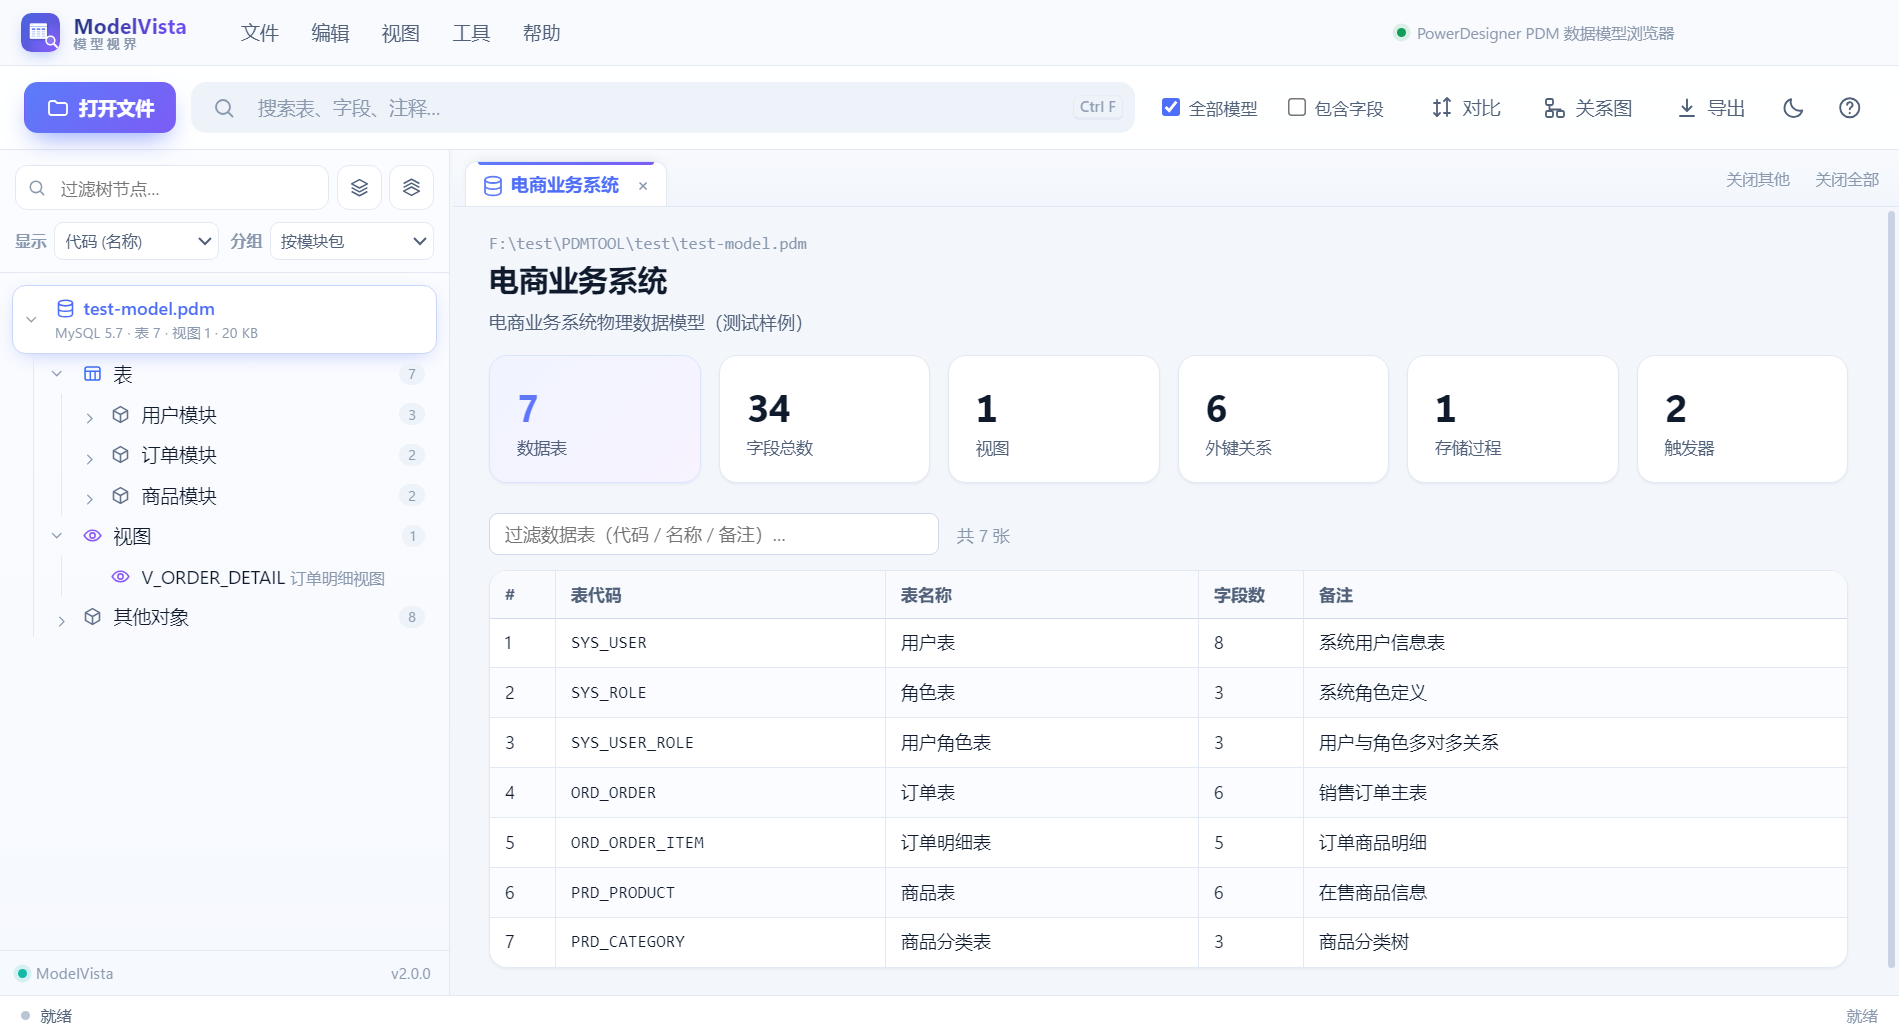 ModelVista
模型视界
文件 编辑 视图 工具 帮助
PowerDesigner PDM 数据模型浏览器
打开文件
搜索表、字段、注释...
Ctrl F
全部模型
包含字段
对比
关系图
导出
过滤树节点...
显示 代码 (名称) 分组 按模块包
test-model.pdm
MySQL 5.7 · 表 7 · 视图 1 · 20 KB
表 7
用户模块 3
订单模块 2
商品模块 2
视图 1
V_ORDER_DETAIL 订单明细视图
其他对象 8
ModelVista v2.0.0
电商业务系统 ×
关闭其他 关闭全部
F:\test\PDMTOOL\test\test-model.pdm
电商业务系统
电商业务系统物理数据模型（测试样例）
7 数据表
34 字段总数
1 视图
6 外键关系
1 存储过程
2 触发器
过滤数据表（代码 / 名称 / 备注）...
共 7 张
# 表代码 表名称 字段数 备注
1 SYS_USER 用户表 8 系统用户信息表
2 SYS_ROLE 角色表 3 系统角色定义
3 SYS_USER_ROLE 用户角色表 3 用户与角色多对多关系
4 ORD_ORDER 订单表 6 销售订单主表
5 ORD_ORDER_ITEM 订单明细表 5 订单商品明细
6 PRD_PRODUCT 商品表 6 在售商品信息
7 PRD_CATEGORY 商品分类表 3 商品分类树
就绪 就绪